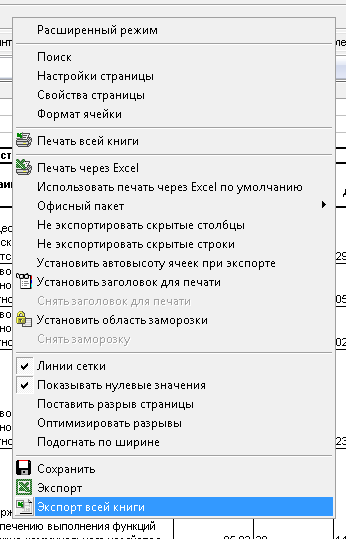 Расширенный режим
Поиск
Настройки страницы
Свойства страницы
Формат ячейки
Печать всей книги
Печать через Excel
Использовать печать через Excel по умолчанию
Офисный пакет
Не экспортировать скрытые столбцы
Не экспортировать скрытые строки
Установить автовысоту ячеек при экспорте
Установить заголовок для печати
Снять заголовок для печати
Установить область заморозки
Снять заморозку
Линии сетки
Показывать нулевые значения
Поставить разрыв страницы
Оптимизировать разрывы
Подогнать по ширине
Сохранить
Экспорт
Экспорт всей книги
печению выполнения функций